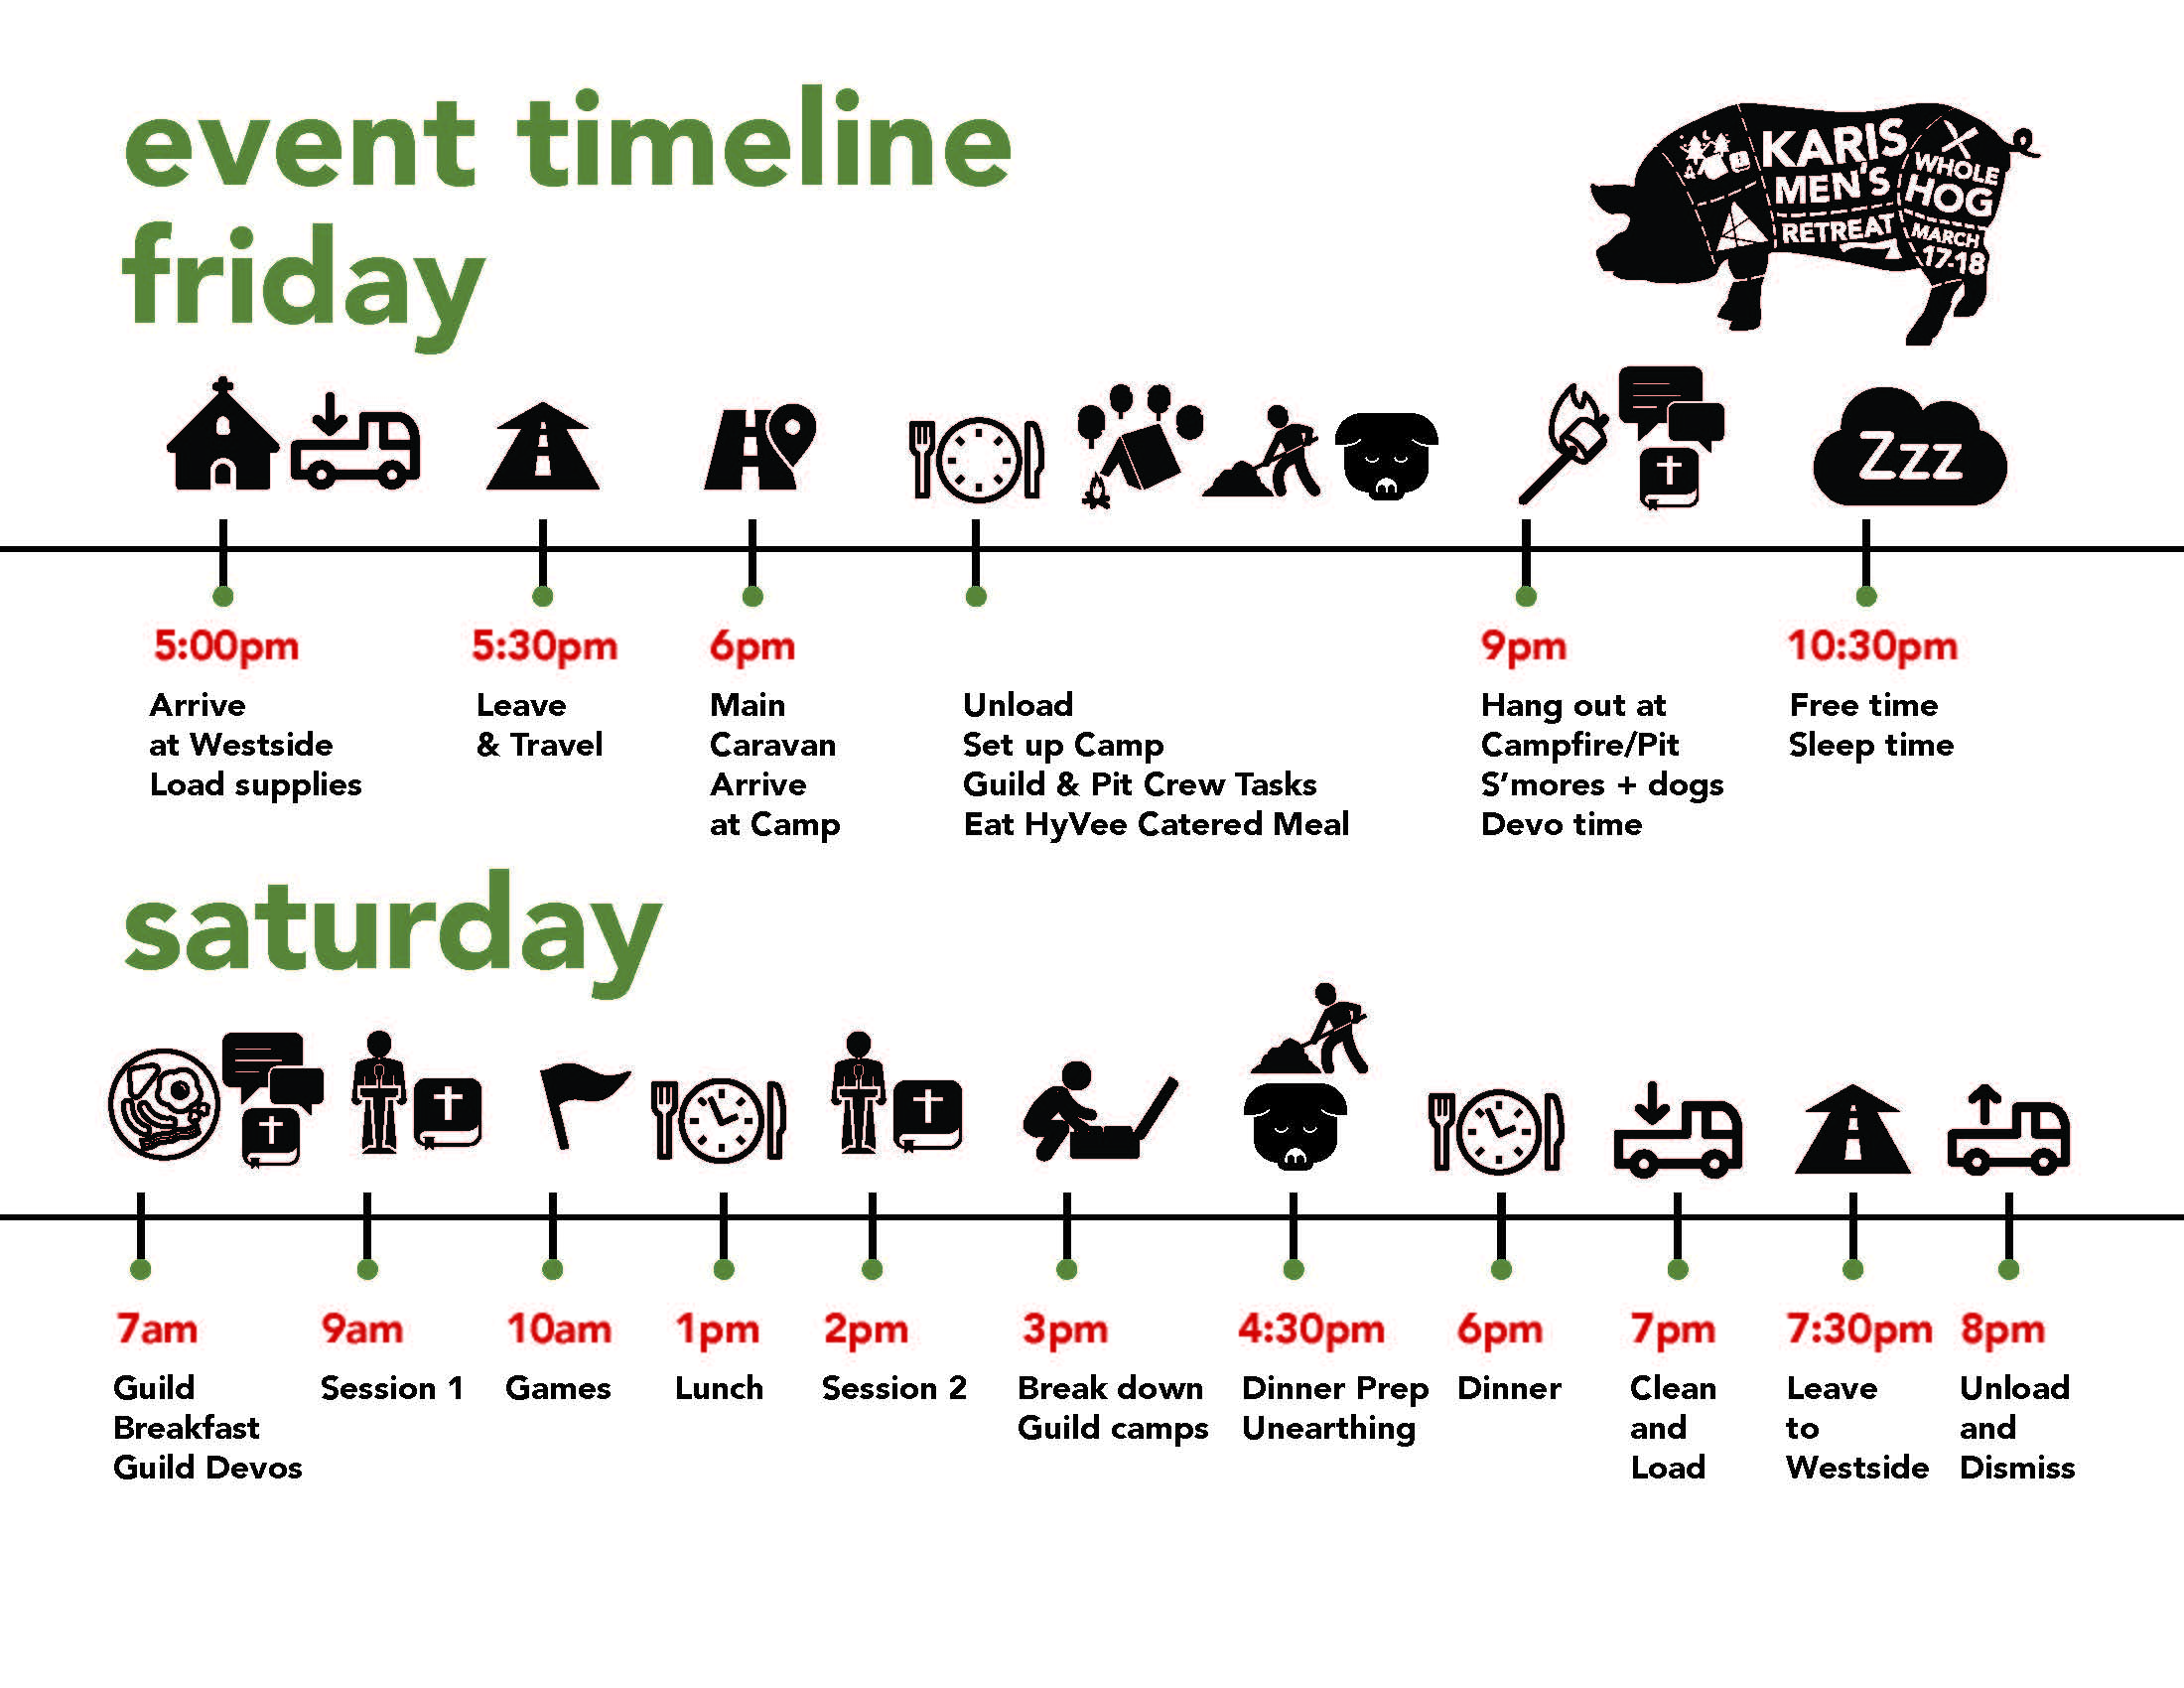 event timeline
friday
KARIS
MEN'S
RETREAT
WHOLE
HOG
MARCH
17-18
Zzz
5:00pm
Arrive
at Westside
Load supplies
5:30pm
Leave
& Travel
6pm
Main
Caravan
Arrive
at Camp
Unload
Set up Camp
Guild & Pit Crew Tasks
Eat HyVee Catered Meal
9pm
Hang out at
Campfire/Pit
S'mores + dogs
Devo time
10:30pm
Free time
Sleep time
saturday
7am
Guild
Breakfast
Guild Devos
9am
Session 1
10am
Games
1pm
Lunch
2pm
Session 2
3pm
Break down
Guild camps
4:30pm
Dinner Prep
Unearthing
6pm
Dinner
7pm
Clean
and
Load
7:30pm
Leave
to
Westside
8pm
Unload
and
Dismiss